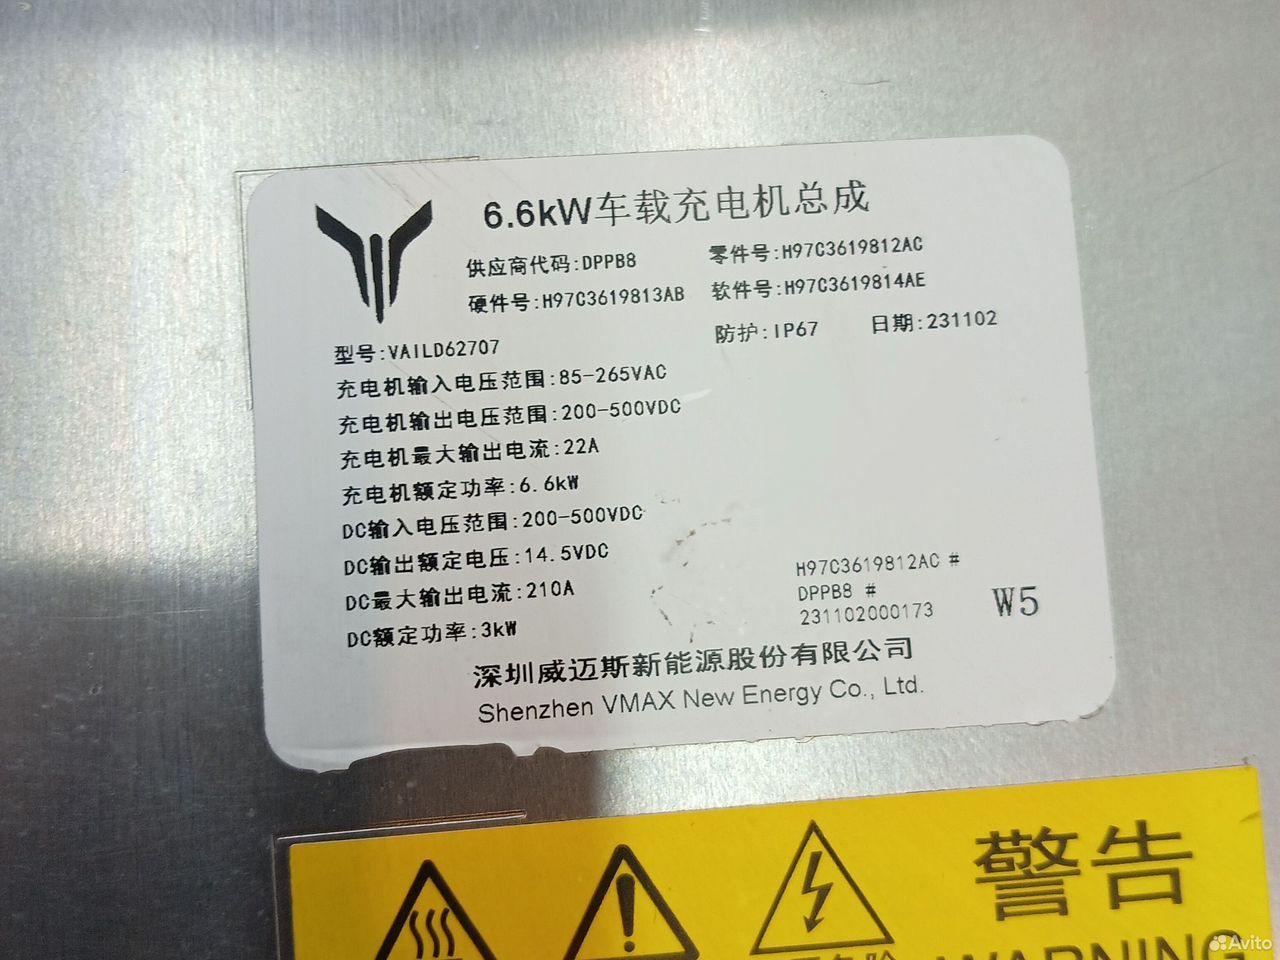 6.6kW车载充电机总成
供应商代码:DPPB8
零件号:H97C3619812AC
硬件号:H97C3619813AB
软件号:H97C3619814AE
防护:IP67
日期:231102
型号:VAILD62707
充电机输入电压范围:85-265VAC
充电机输出电压范围:200-500VDC
充电机最大输出电流:22A
充电机额定功率:6.6kW
DC输入电压范围:200-500VDC
DC输出额定电压:14.5VDC
DC最大输出电流:210A
DC额定功率:3kW
H97C3619812AC #
DPPB8 #
231102000173
W5
深圳威迈斯新能源股份有限公司
Shenzhen VMAX New Energy Co., Ltd.
警告
WARNING
Avito